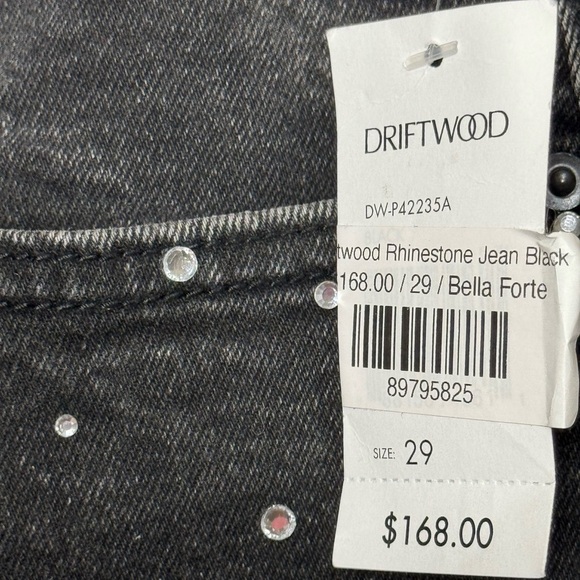 DRIFTWOOD
DW-P42235A
twood Rhinestone Jean Black
168.00 / 29 / Bella Forte
89795825
SIZE: 29
$168.00